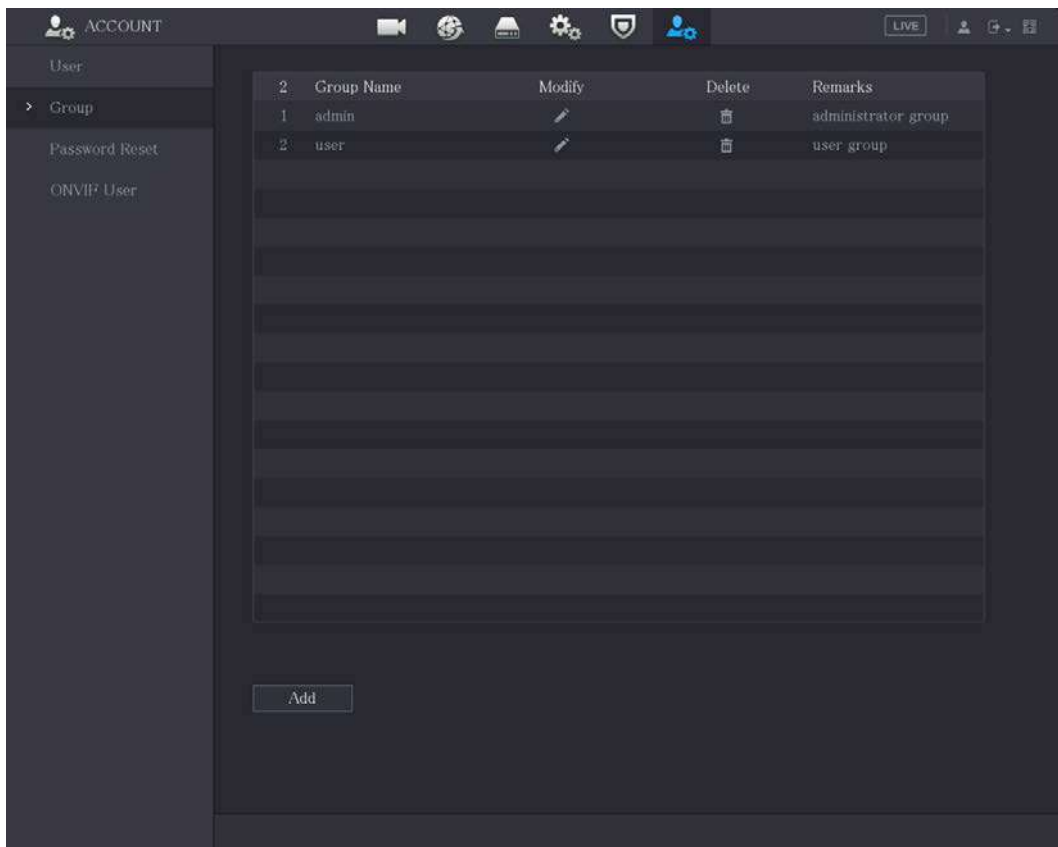 ACCOUNT
LIVE
User
Group
Password Reset
ONVIF User
2 Group Name Modify Delete Remarks
1 admin administrator group
2 user user group
Add